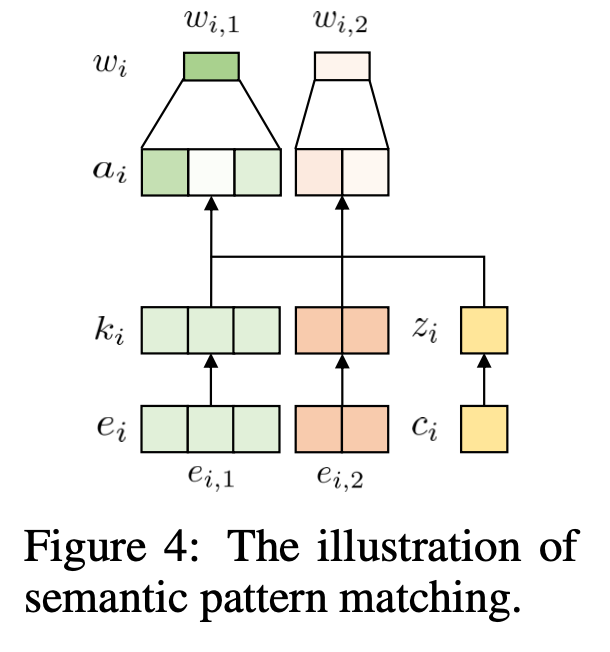 w_{i,1} w_{i,2}
w_i
a_i
k_i z_i
e_i c_i
e_{i,1} e_{i,2}
Figure 4: The illustration of
semantic pattern matching.